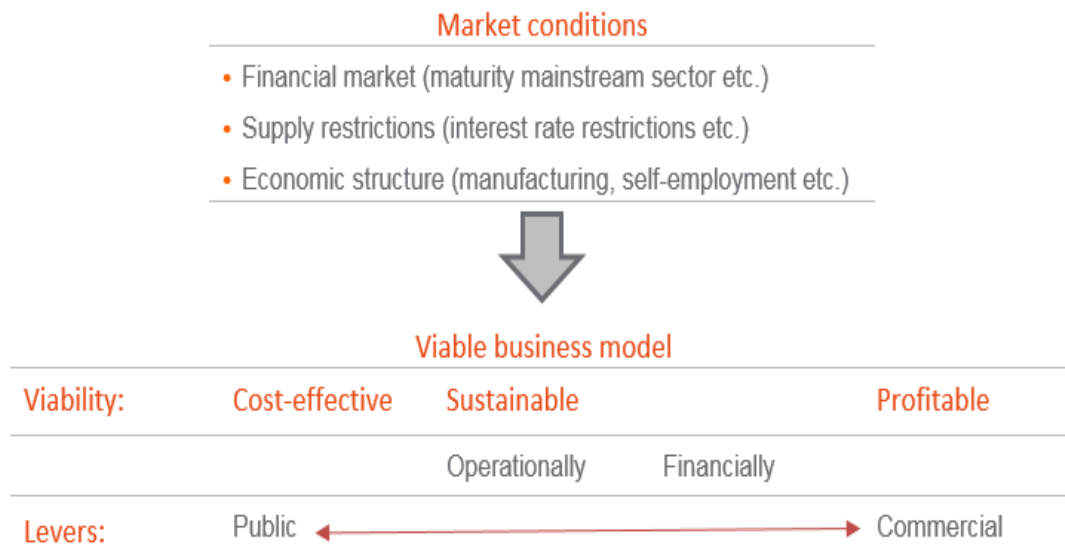 Market conditions
• Financial market (maturity mainstream sector etc.)
• Supply restrictions (interest rate restrictions etc.)
• Economic structure (manufacturing, self-employment etc.)
Viable business model
Viability: Cost-effective Sustainable Profitable
Operationally Financially
Levers: Public Commercial